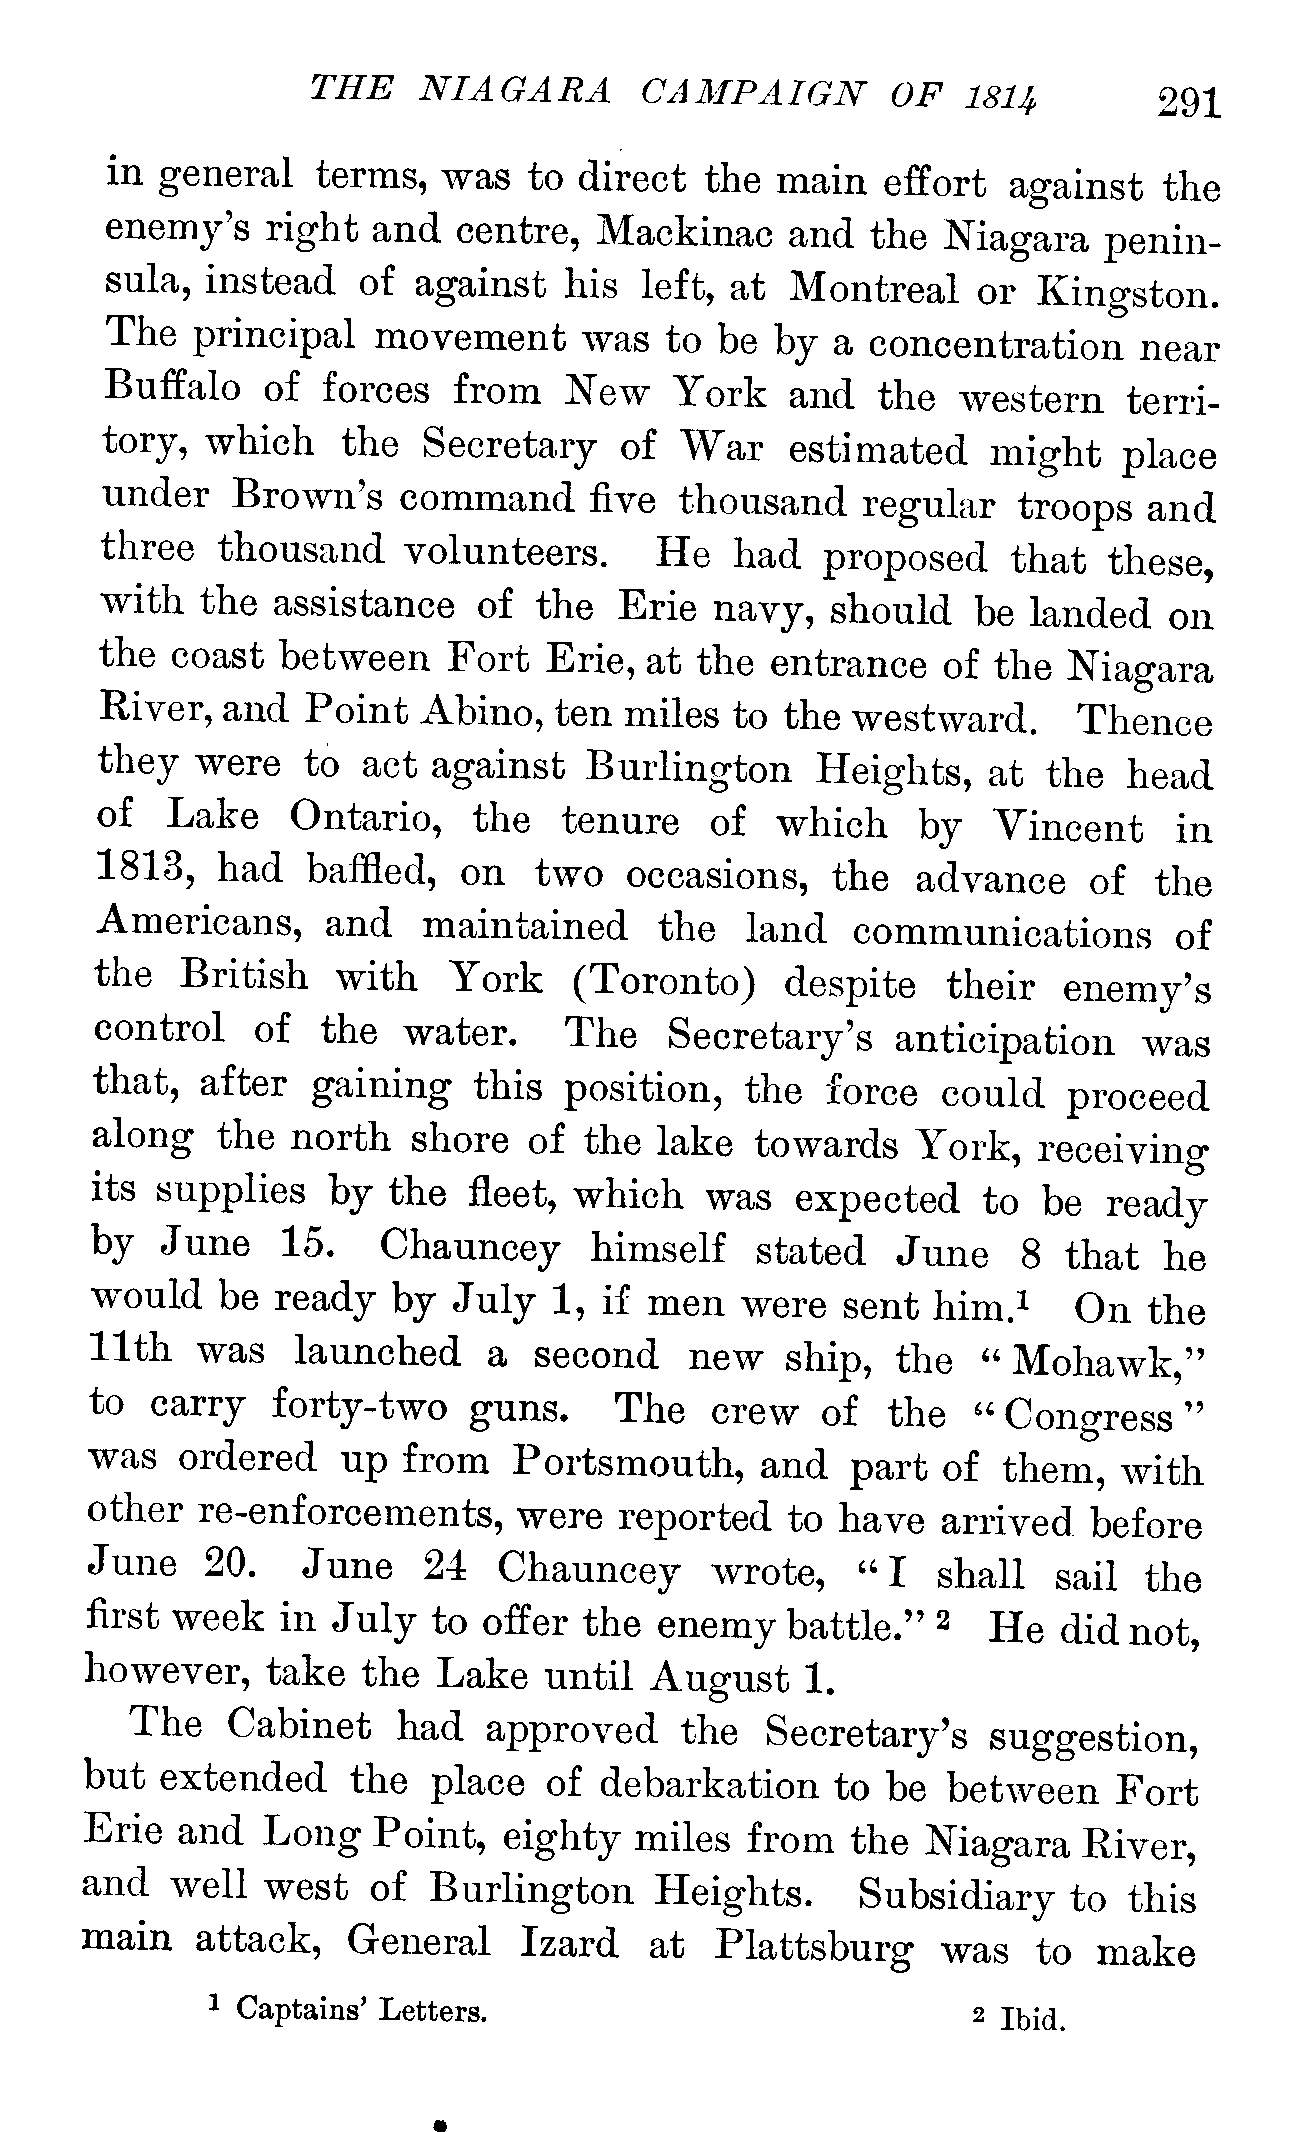 THE NIAGARA CAMPAIGN OF 1814 291
in general terms, was to direct the main effort against the
enemy's right and centre, Mackinac and the Niagara penin-
sula, instead of against his left, at Montreal or Kingston.
The principal movement was to be by a concentration near
Buffalo of forces from New York and the western terri-
tory, which the Secretary of War estimated might place
under Brown's command five thousand regular troops and
three thousand volunteers. He had proposed that these,
with the assistance of the Erie navy, should be landed on
the coast between Fort Erie, at the entrance of the Niagara
River, and Point Abino, ten miles to the westward. Thence
they were to act against Burlington Heights, at the head
of Lake Ontario, the tenure of which by Vincent in
1813, had baffled, on two occasions, the advance of the
Americans, and maintained the land communications of
the British with York (Toronto) despite their enemy's
control of the water. The Secretary's anticipation was
that, after gaining this position, the force could proceed
along the north shore of the lake towards York, receiving
its supplies by the fleet, which was expected to be ready
by June 15. Chauncey himself stated June 8 that he
would be ready by July 1, if men were sent him.¹ On the
11th was launched a second new ship, the “Mohawk,”
to carry forty-two guns. The crew of the “Congress”
was ordered up from Portsmouth, and part of them, with
other re-enforcements, were reported to have arrived before
June 20. June 24 Chauncey wrote, “I shall sail the
first week in July to offer the enemy battle.” ² He did not,
however, take the Lake until August 1.
The Cabinet had approved the Secretary's suggestion,
but extended the place of debarkation to be between Fort
Erie and Long Point, eighty miles from the Niagara River,
and well west of Burlington Heights. Subsidiary to this
main attack, General Izard at Plattsburg was to make
¹ Captains' Letters. ² Ibid.